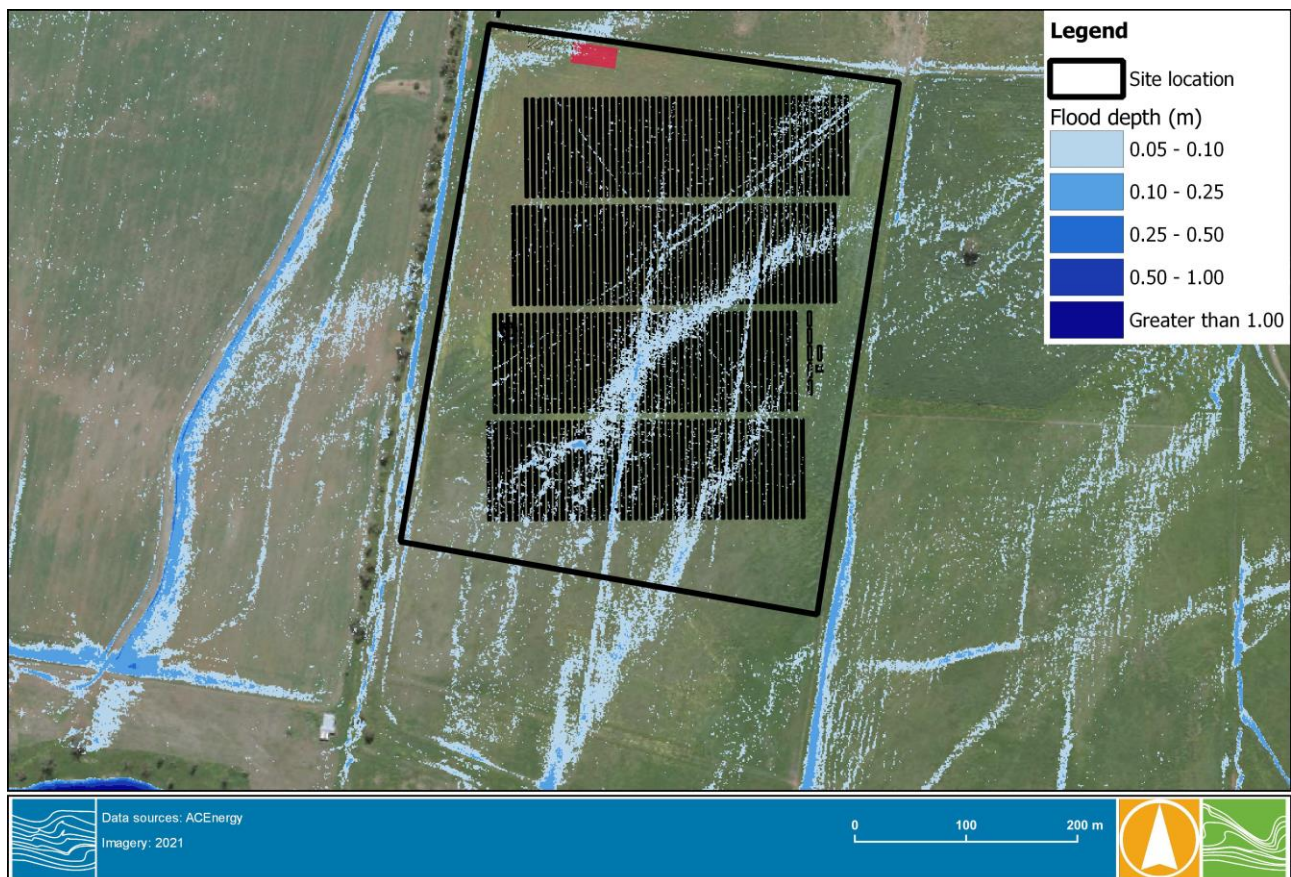 Legend
Site location
Flood depth (m)
0.05 - 0.10
0.10 - 0.25
0.25 - 0.50
0.50 - 1.00
Greater than 1.00
Data sources: ACEnergy
Imagery: 2021
0 100 200 m